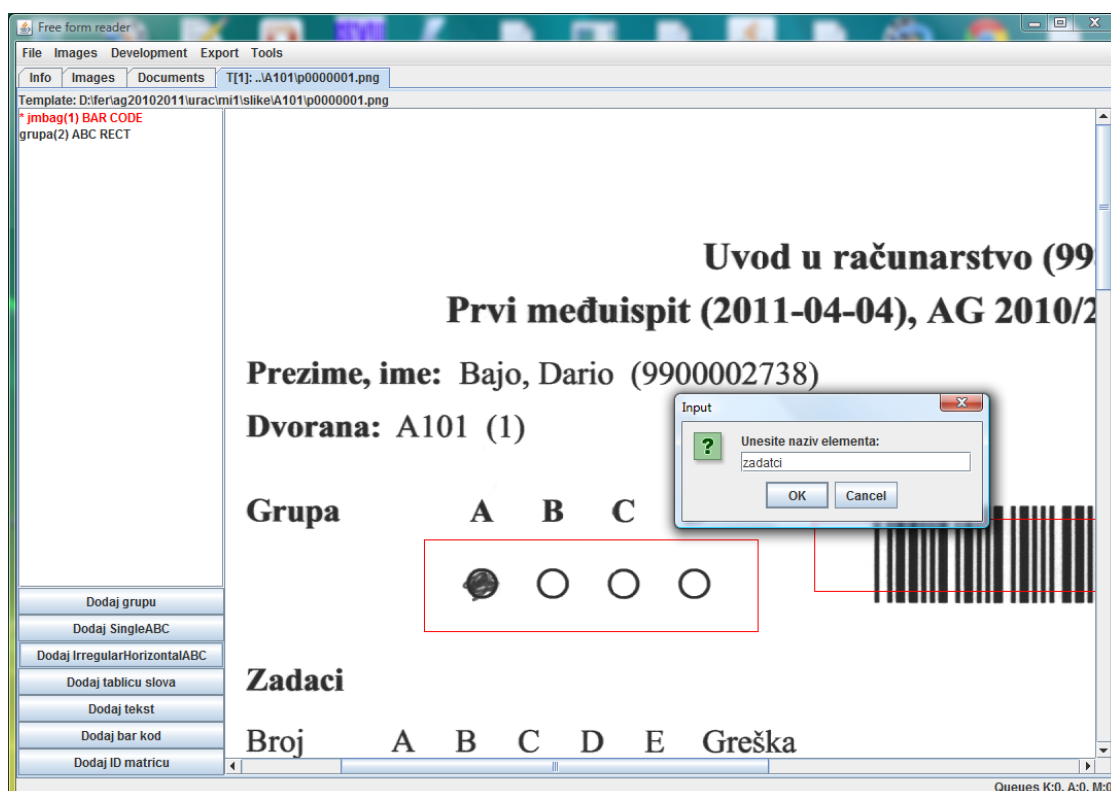 Free form reader
File Images Development Export Tools
Info Images Documents T[1]: ..\A101\p0000001.png
Template: D:\fer\ag20102011\urac\mi1\slike\A101\p0000001.png
* jmbag(1) BAR CODE
grupa(2) ABC RECT
Uvod u računarstvo (99
Prvi međuispit (2011-04-04), AG 2010/2
Prezime, ime: Bajo, Dario (9900002738)
Dvorana: A101 (1)
Input
Unesite naziv elementa:
zadatci
OK Cancel
Grupa A B C
Dodaj grupu
Dodaj SingleABC
Dodaj IrregularHorizontalABC
Dodaj tablicu slova
Dodaj tekst
Dodaj bar kod
Dodaj ID matricu
Zadaci
Broj A B C D E Greška
Queues K:0, A:0, M:0